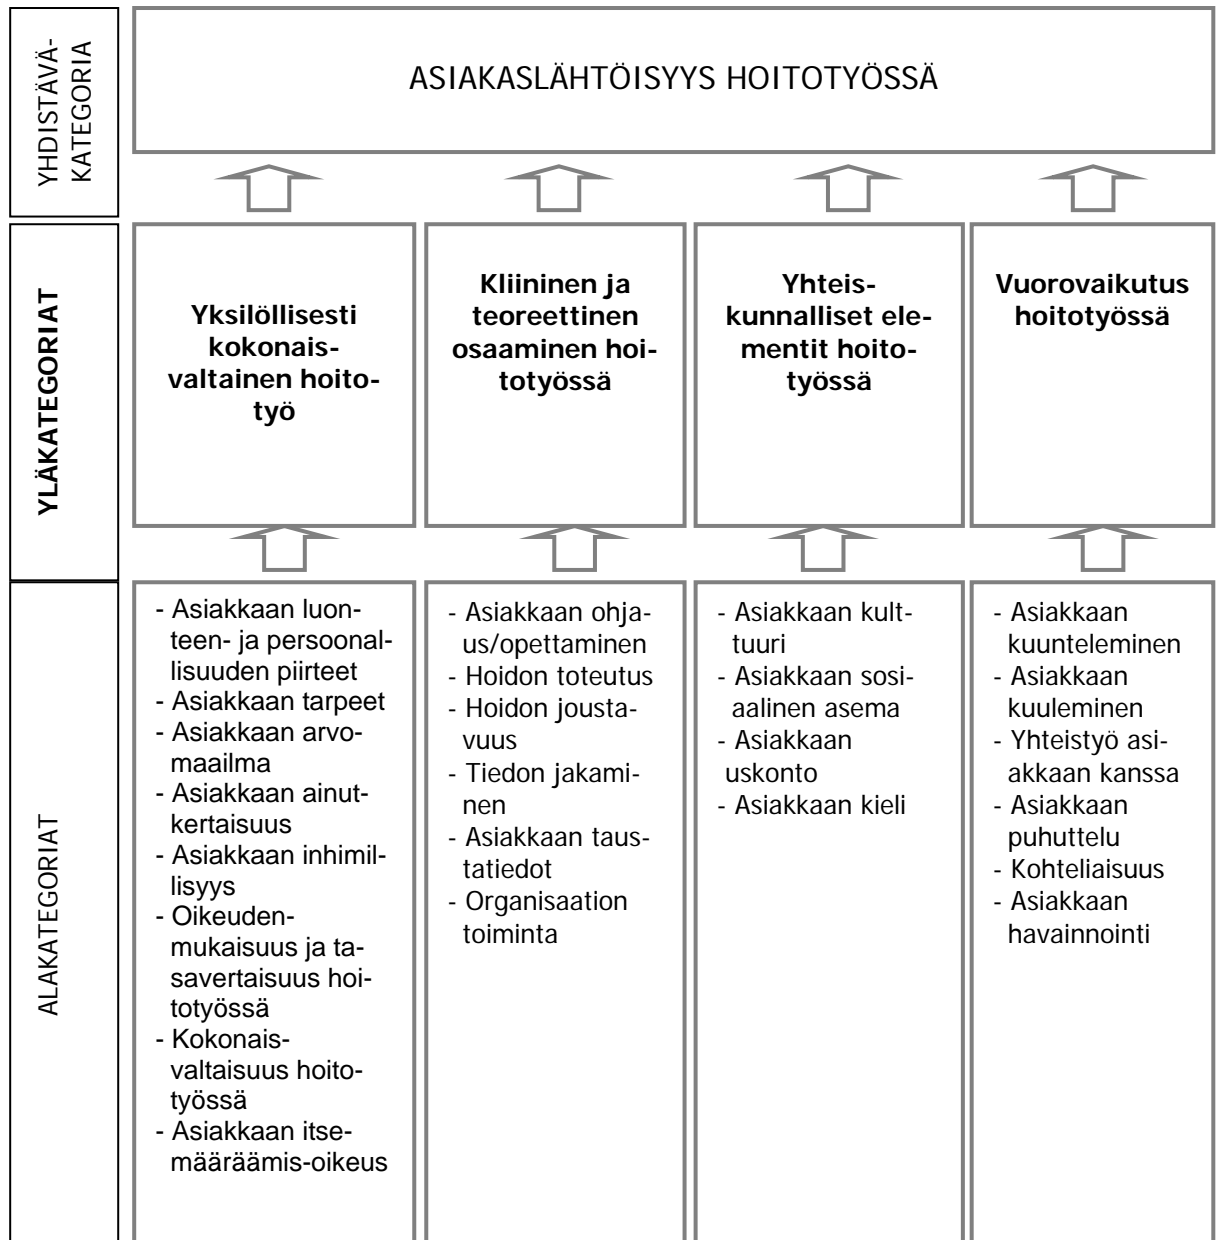 YHDISTÄVÄ-
KATEGORIA
ASIAKASLÄHTÖISYYS HOITOTYÖSSÄ
YLÄKATEGORIAT
Yksilöllisesti
kokonais-
valtainen hoito-
työ
Kliininen ja
teoreettinen
osaaminen hoi-
totyössä
Yhteis-
kunnalliset ele-
mentit hoito-
työssä
Vuorovaikutus
hoitotyössä
ALAKATEGORIAT
- Asiakkaan luon-
teen- ja persoonal-
lisuuden piirteet
- Asiakkaan tarpeet
- Asiakkaan arvo-
maailma
- Asiakkaan ainut-
kertaisuus
- Asiakkaan inhimil-
lisyys
- Oikeuden-
mukaisuus ja ta-
savertaisuus hoi-
totyössä
- Kokonais-
valtaisuus hoito-
työssä
- Asiakkaan itse-
määräämis-oikeus
- Asiakkaan ohja-
us/opettaminen
- Hoidon toteutus
- Hoidon jousta-
vuus
- Tiedon jakami-
nen
- Asiakkaan taus-
tatiedot
- Organisaation
toiminta
- Asiakkaan kult-
tuuri
- Asiakkaan sosi-
aalinen asema
- Asiakkaan
uskonto
- Asiakkaan kieli
- Asiakkaan
kuunteleminen
- Asiakkaan
kuuleminen
- Yhteistyö asi-
akkaan kanssa
- Asiakkaan
puhuttelu
- Kohteliaisuus
- Asiakkaan
havainnointi